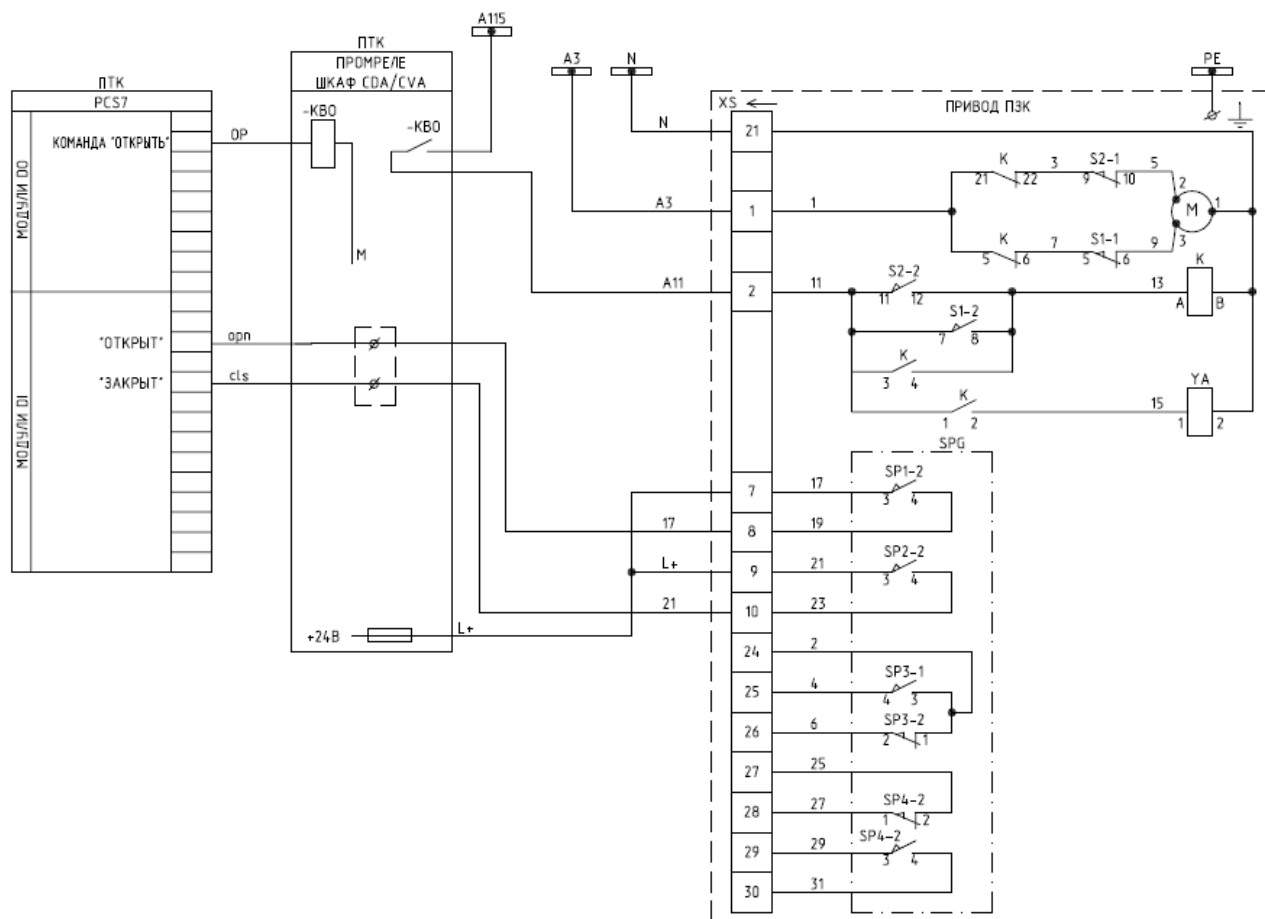 A115
ПТК
ПРОМРЕЛЕ
ШКАФ CDA/CVA
A3
N
PE
ПТК
PCS7
XS
ПРИВОД ПЗК
МОДУЛИ DO
КОМАНДА "ОТКРЫТЬ"
OP
-КВО
-КВО
M
N
21
K
21 22
3
S2-1
9 10
5
2
M
1
A3
1
1
K
5 6
7
S1-1
5 6
9
3
A11
2
11
S2-2
11 12
13
K
A B
S1-2
7 8
K
3 4
K
1 2
15
YA
1 2
МОДУЛИ DI
"ОТКРЫТ"
opn
"ЗАКРЫТ"
cls
SPG
7
17
SP1-2
3 4
17
8
19
L+
9
21
SP2-2
3 4
21
10
23
+24В
L+
24
2
25
4
SP3-1
4 3
26
6
SP3-2
2 1
27
25
28
27
SP4-2
1 2
29
29
SP4-2
3 4
30
31